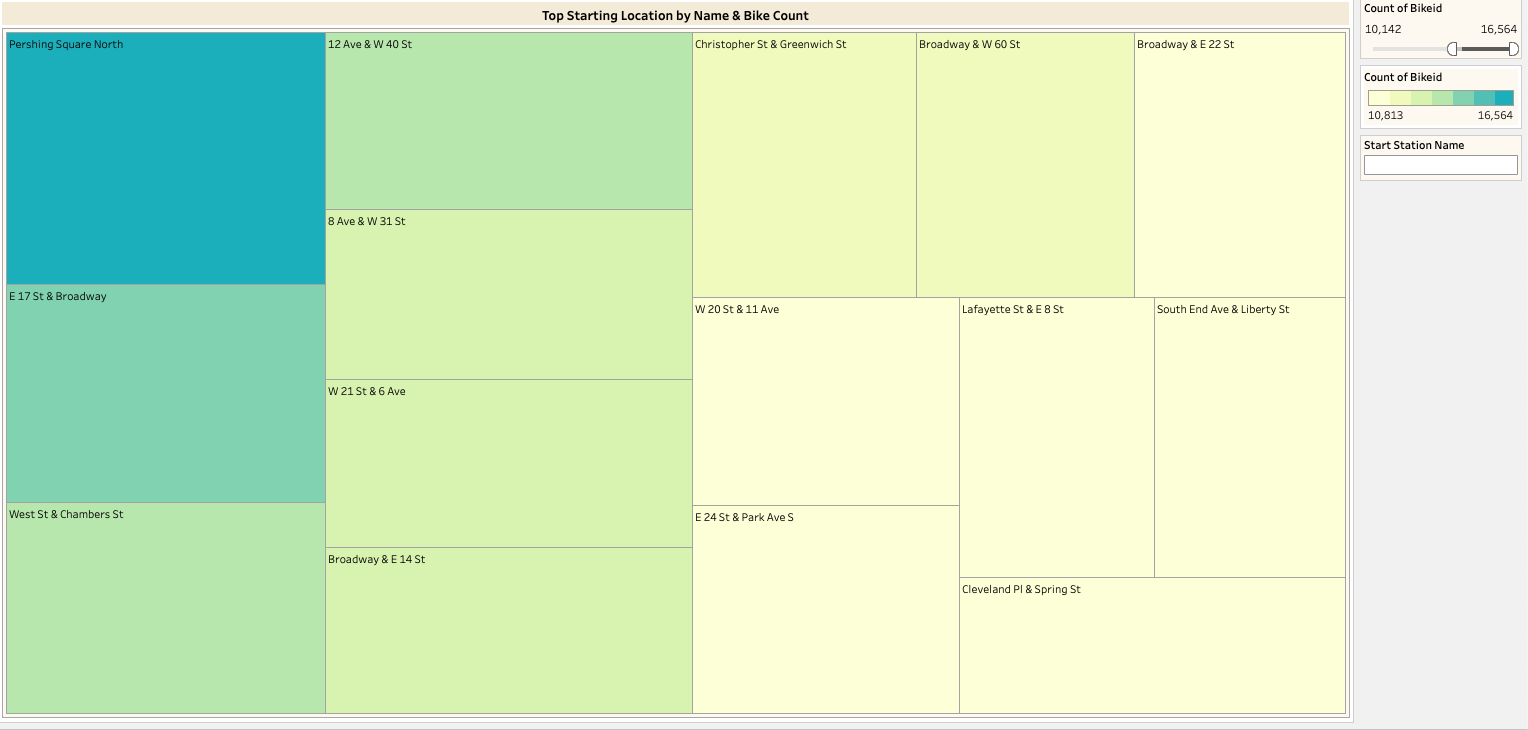 Top Starting Location by Name & Bike Count
Pershing Square North
E 17 St & Broadway
West St & Chambers St
12 Ave & W 40 St
8 Ave & W 31 St
W 21 St & 6 Ave
Broadway & E 14 St
Christopher St & Greenwich St
Broadway & W 60 St
Broadway & E 22 St
W 20 St & 11 Ave
E 24 St & Park Ave S
Lafayette St & E 8 St
South End Ave & Liberty St
Cleveland Pl & Spring St
Count of Bikeid
10,142 16,564
Count of Bikeid
10,813 16,564
Start Station Name